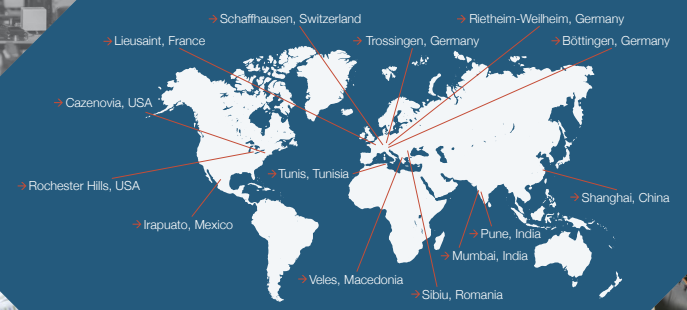 → Schaffhausen, Switzerland
→ Rietheim-Weilheim, Germany
→ Lieusaint, France
→ Trossingen, Germany
→ Böttingen, Germany
→ Cazenovia, USA
→ Tunis, Tunisia
→ Rochester Hills, USA
→ Shanghai, China
→ Irapuato, Mexico
→ Pune, India
→ Mumbai, India
→ Veles, Macedonia
→ Sibiu, Romania